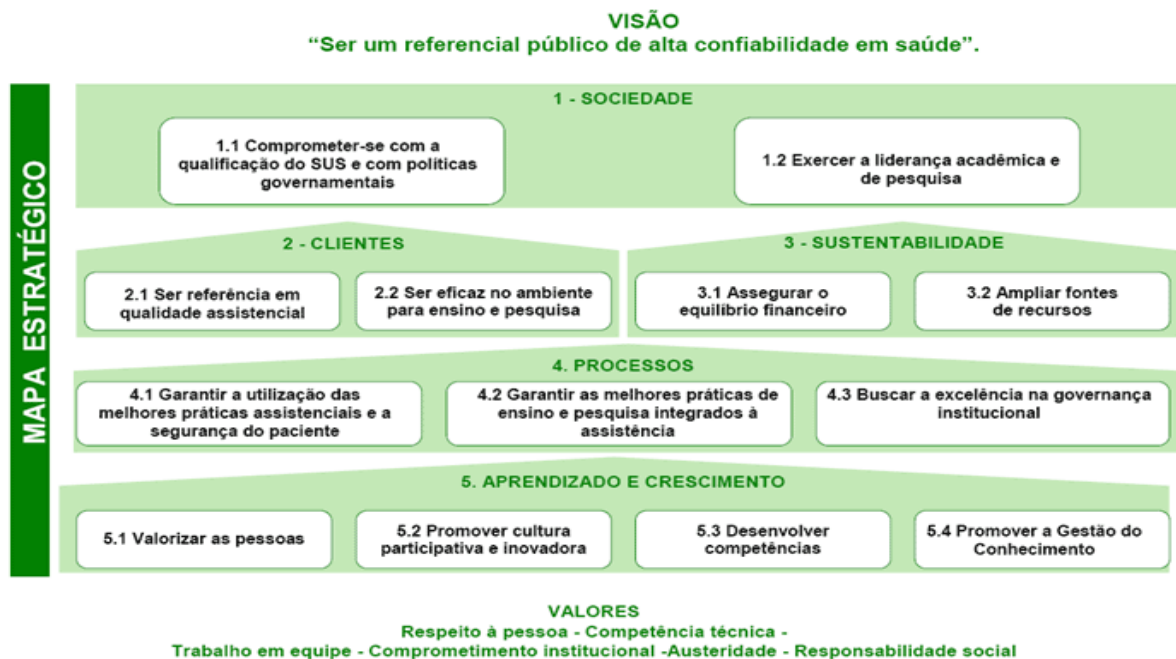 VISÃO
“Ser um referencial público de alta confiabilidade em saúde”.
MAPA ESTRATÉGICO
1 - SOCIEDADE
1.1 Comprometer-se com a
qualificação do SUS e com políticas
governamentais
1.2 Exercer a liderança acadêmica e
de pesquisa
2 - CLIENTES
2.1 Ser referência em
qualidade assistencial
2.2 Ser eficaz no ambiente
para ensino e pesquisa
3 - SUSTENTABILIDADE
3.1 Assegurar o
equilíbrio financeiro
3.2 Ampliar fontes
de recursos
4. PROCESSOS
4.1 Garantir a utilização das
melhores práticas assistenciais e a
segurança do paciente
4.2 Garantir as melhores práticas de
ensino e pesquisa integrados à
assistência
4.3 Buscar a excelência na governança
institucional
5. APRENDIZADO E CRESCIMENTO
5.1 Valorizar as pessoas
5.2 Promover cultura
participativa e inovadora
5.3 Desenvolver
competências
5.4 Promover a Gestão do
Conhecimento
VALORES
Respeito à pessoa - Competência técnica -
Trabalho em equipe - Comprometimento institucional -Austeridade - Responsabilidade social